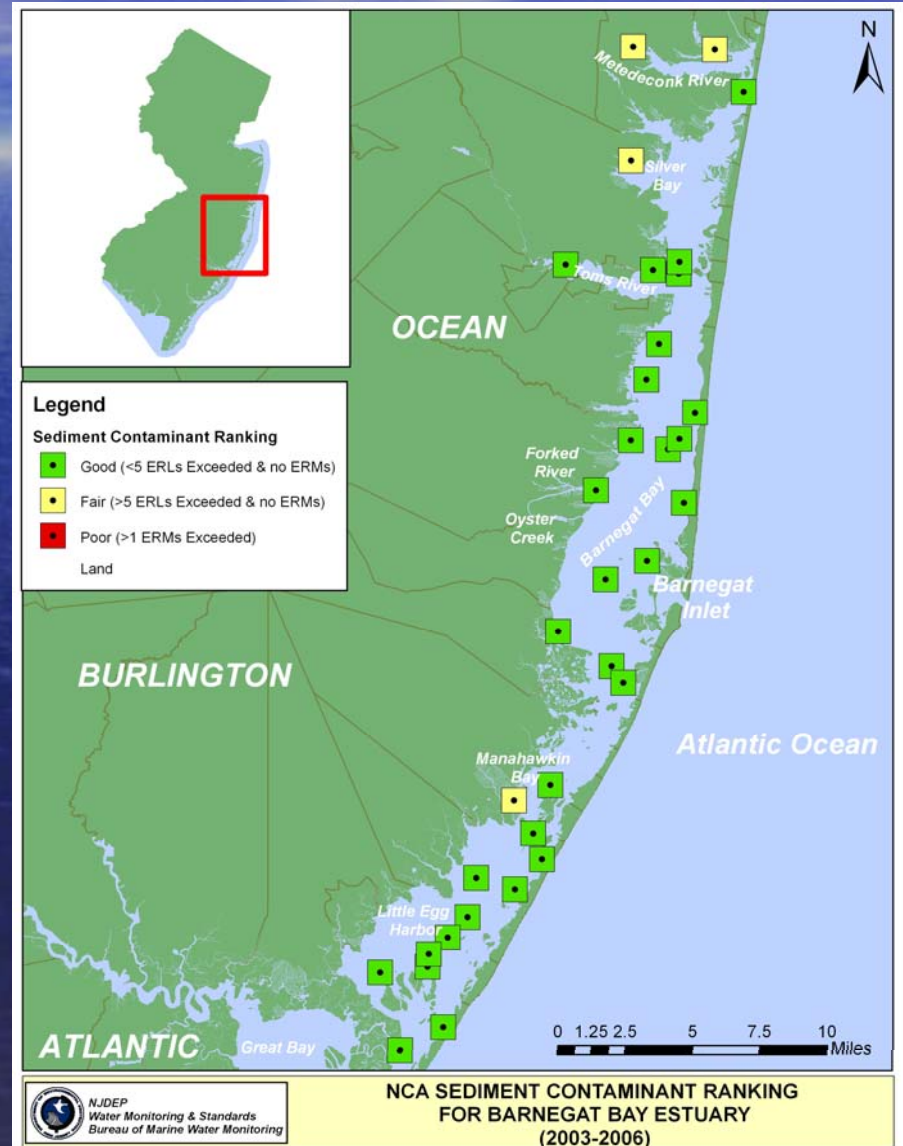 N
Metedeconk River
Silver
Bay
Toms River
OCEAN
Legend
Sediment Contaminant Ranking
Good (<5 ERLs Exceeded & no ERMs)
Fair (>5 ERLs Exceeded & no ERMs)
Poor (>1 ERMs Exceeded)
Land
Forked
River
Oyster
Creek
Barnegat Bay
Barnegat
Inlet
BURLINGTON
Atlantic Ocean
Manahawkin
Bay
Little Egg
Harbor
ATLANTIC
Great Bay
0 1.25 2.5 5 7.5 10
Miles
NJDEP
Water Monitoring & Standards
Bureau of Marine Water Monitoring
NCA SEDIMENT CONTAMINANT RANKING
FOR BARNEGAT BAY ESTUARY
(2003-2006)